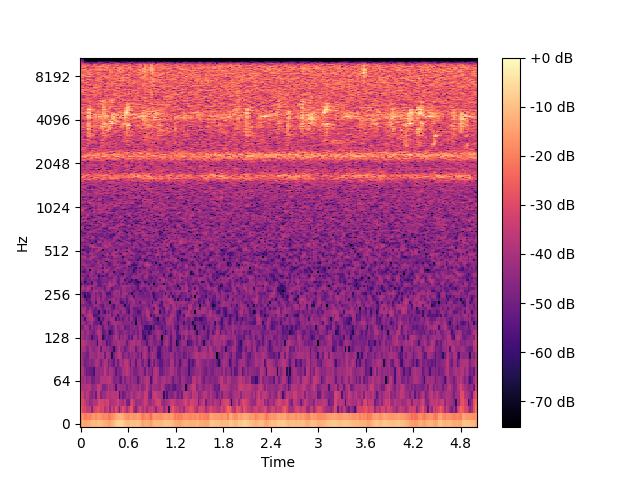 8192
4096
2048
1024
512
256
128
64
0
Hz
0 0.6 1.2 1.8 2.4 3 3.6 4.2 4.8
Time
+0 dB
-10 dB
-20 dB
-30 dB
-40 dB
-50 dB
-60 dB
-70 dB